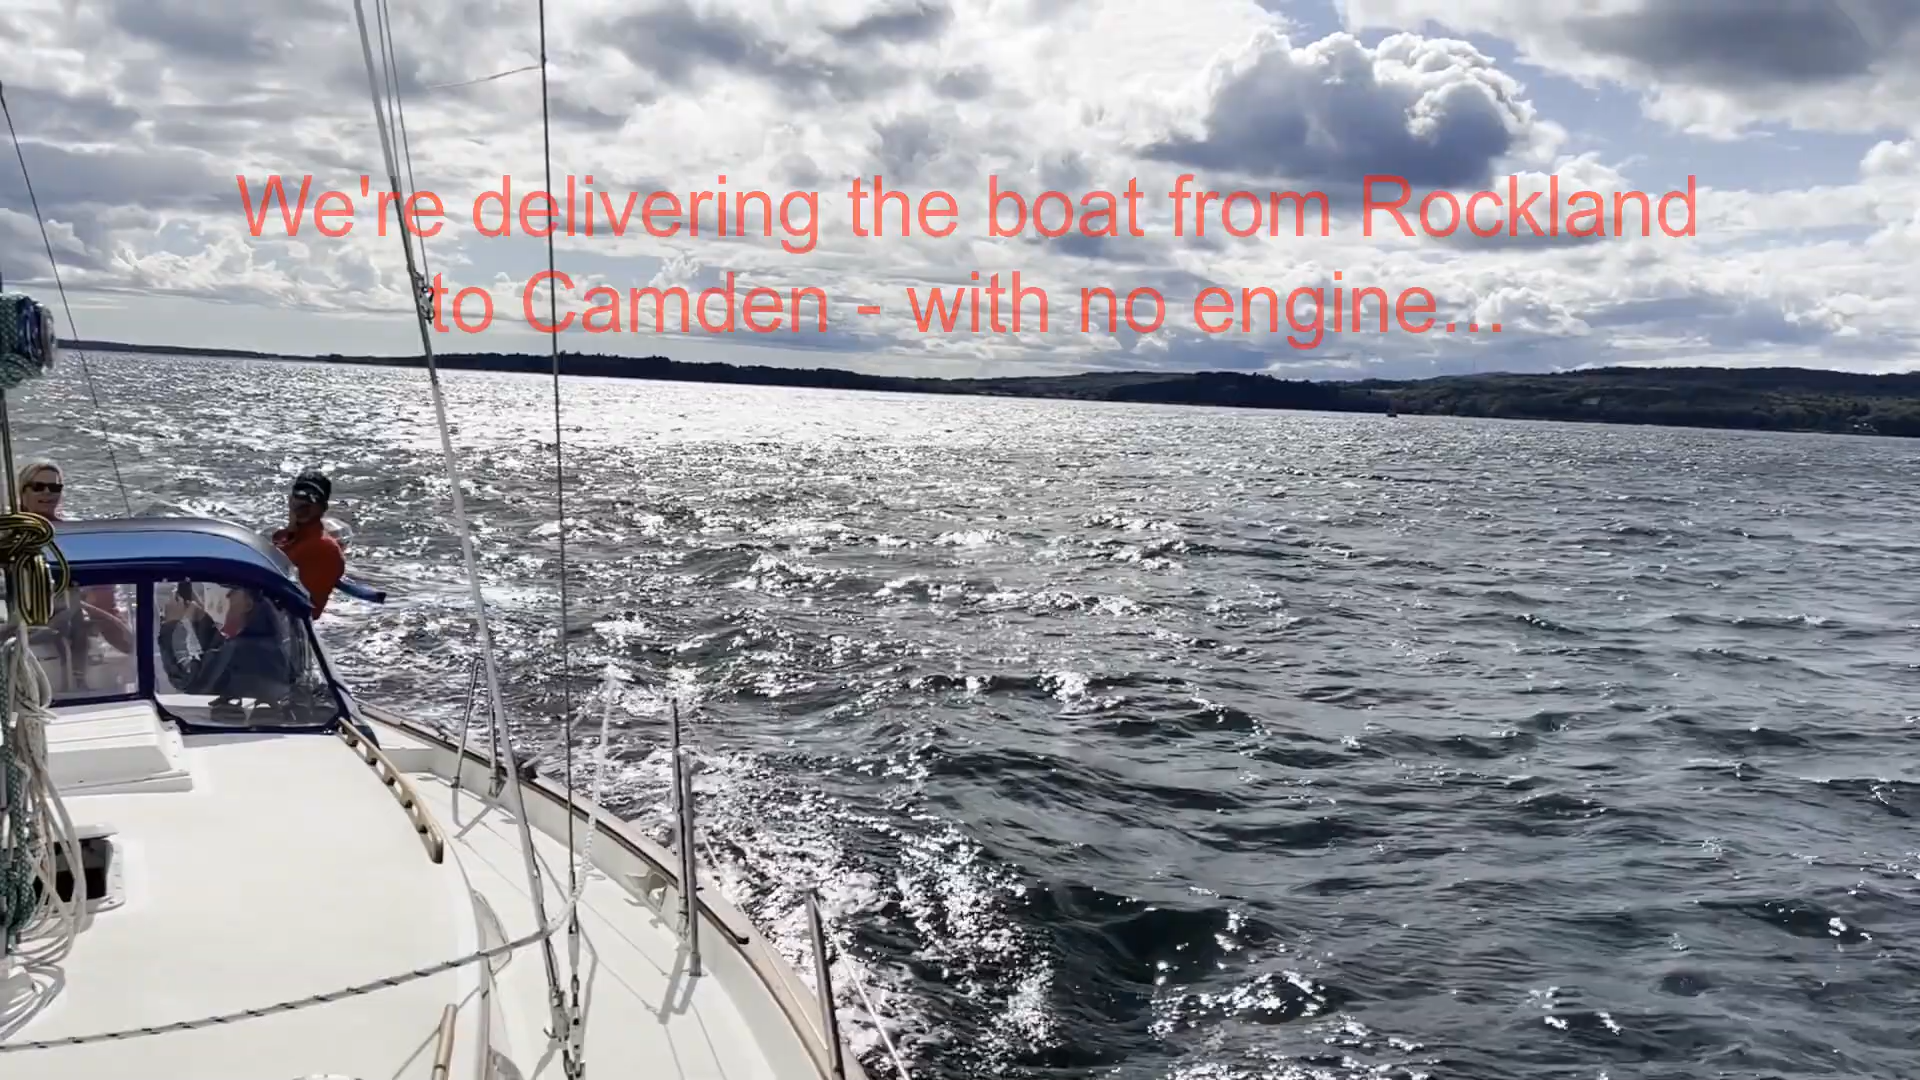 We're delivering the boat from Rockland
to Camden - with no engine...